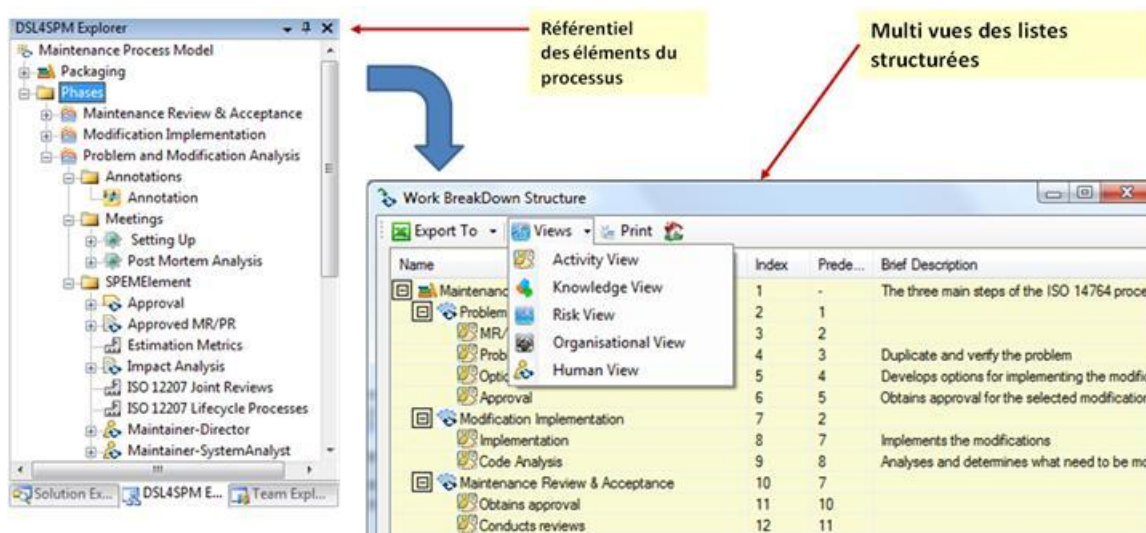 DSL4SPM Explorer
Maintenance Process Model
Packaging
Phases
Maintenance Review & Acceptance
Modification Implementation
Problem and Modification Analysis
Annotations
Annotation
Meetings
Setting Up
Post Mortem Analysis
SPEMElement
Approval
Approved MR/PR
Estimation Metrics
Impact Analysis
ISO 12207 Joint Reviews
ISO 12207 Lifecycle Processes
Maintainer-Director
Maintainer-SystemAnalyst
Solution Ex... DSL4SPM E... Team Expl...
Référentiel
des éléments du
processus
Multi vues des listes
structurées
Work BreakDown Structure
Export To Views Print
Activity View
Knowledge View
Risk View
Organisational View
Human View
Name Index Prede... Brief Description
Maintenanc 1 - The three main steps of the ISO 14764 proce
Problem 2 1
MR/ 3 2
Prob 4 3 Duplicate and verify the problem
Optio 5 4 Develops options for implementing the modific
Approval 6 5 Obtains approval for the selected modification
Modification Implementation 7 2
Implementation 8 7 Implements the modifications
Code Analysis 9 8 Analyses and determines what need to be mo
Maintenance Review & Acceptance 10 7
Obtains approval 11 10
Conducts reviews 12 11